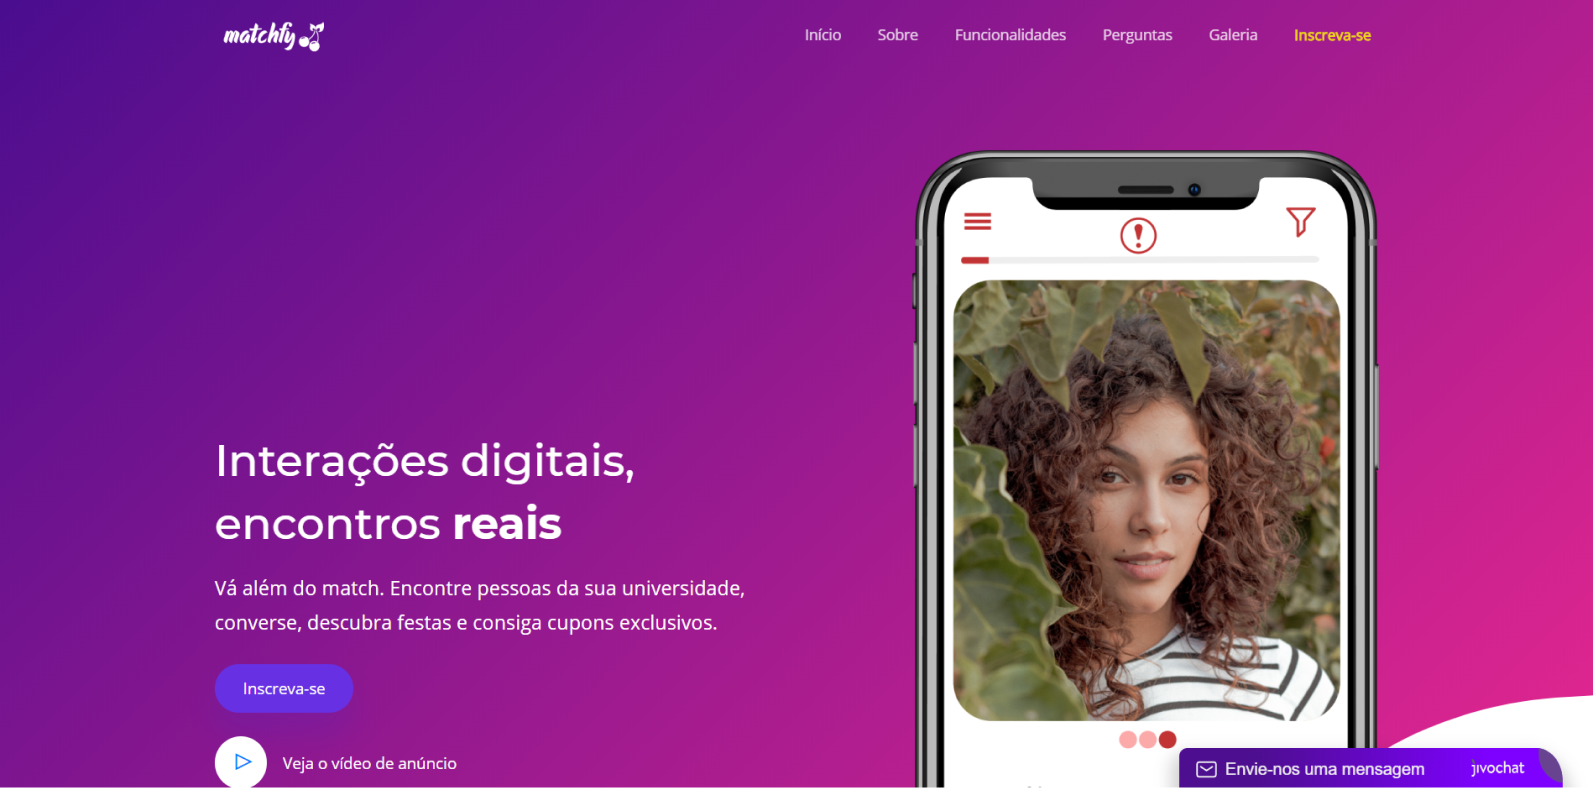 matchfy
Início Sobre Funcionalidades Perguntas Galeria Inscreva-se
Interações digitais,
encontros reais
Vá além do match. Encontre pessoas da sua universidade,
converse, descubra festas e consiga cupons exclusivos.
Inscreva-se
Veja o vídeo de anúncio
Envie-nos uma mensagem jivochat